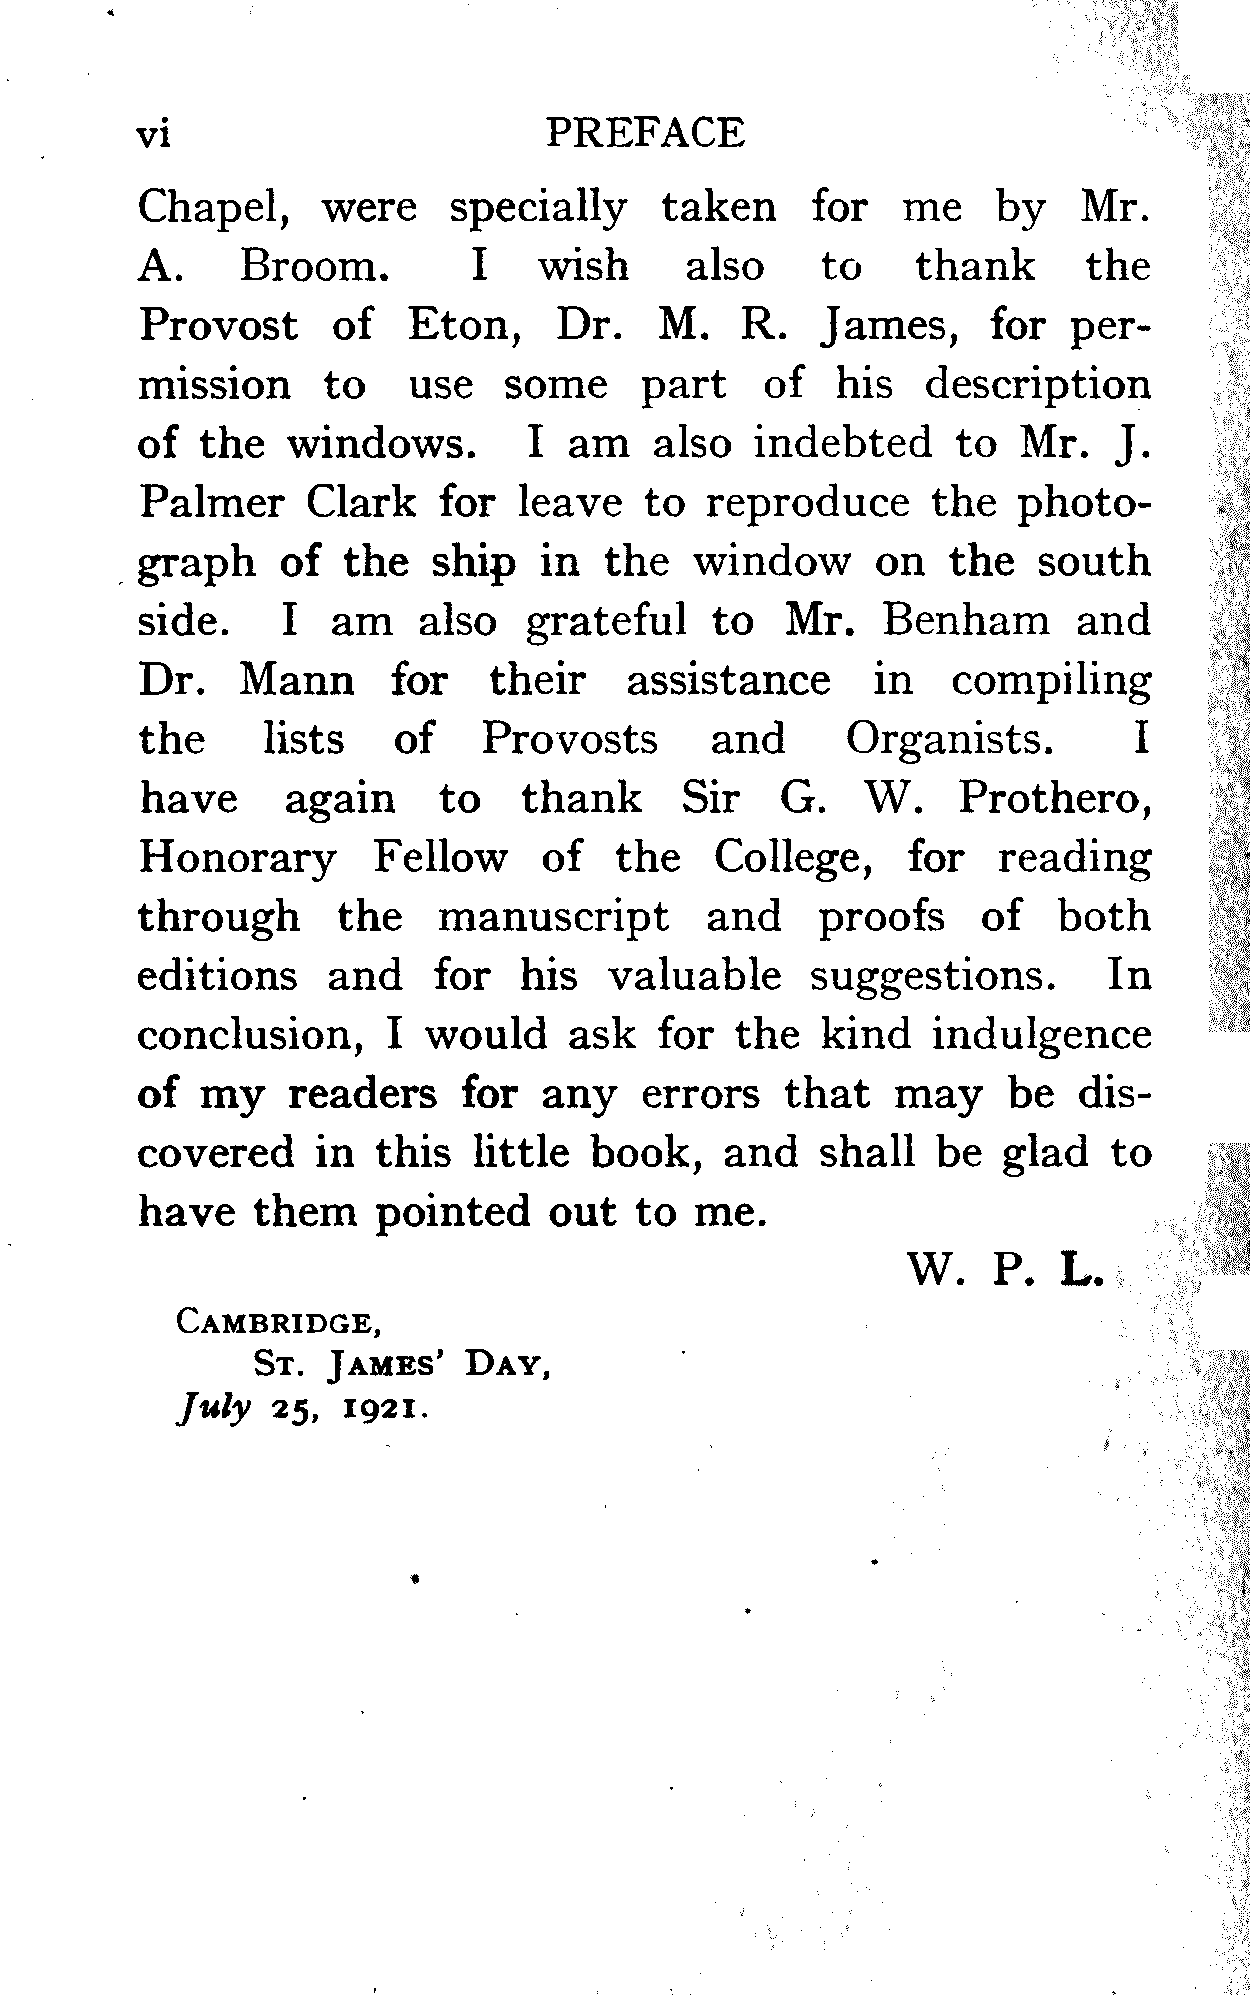 vi PREFACE
Chapel, were specially taken for me by Mr.
A. Broom. I wish also to thank the
Provost of Eton, Dr. M. R. James, for per-
mission to use some part of his description
of the windows. I am also indebted to Mr. J.
Palmer Clark for leave to reproduce the photo-
graph of the ship in the window on the south
side. I am also grateful to Mr. Benham and
Dr. Mann for their assistance in compiling
the lists of Provosts and Organists. I
have again to thank Sir G. W. Prothero,
Honorary Fellow of the College, for reading
through the manuscript and proofs of both
editions and for his valuable suggestions. In
conclusion, I would ask for the kind indulgence
of my readers for any errors that may be dis-
covered in this little book, and shall be glad to
have them pointed out to me.
W. P. L.
CAMBRIDGE,
ST. JAMES' DAY,
July 25, 1921.